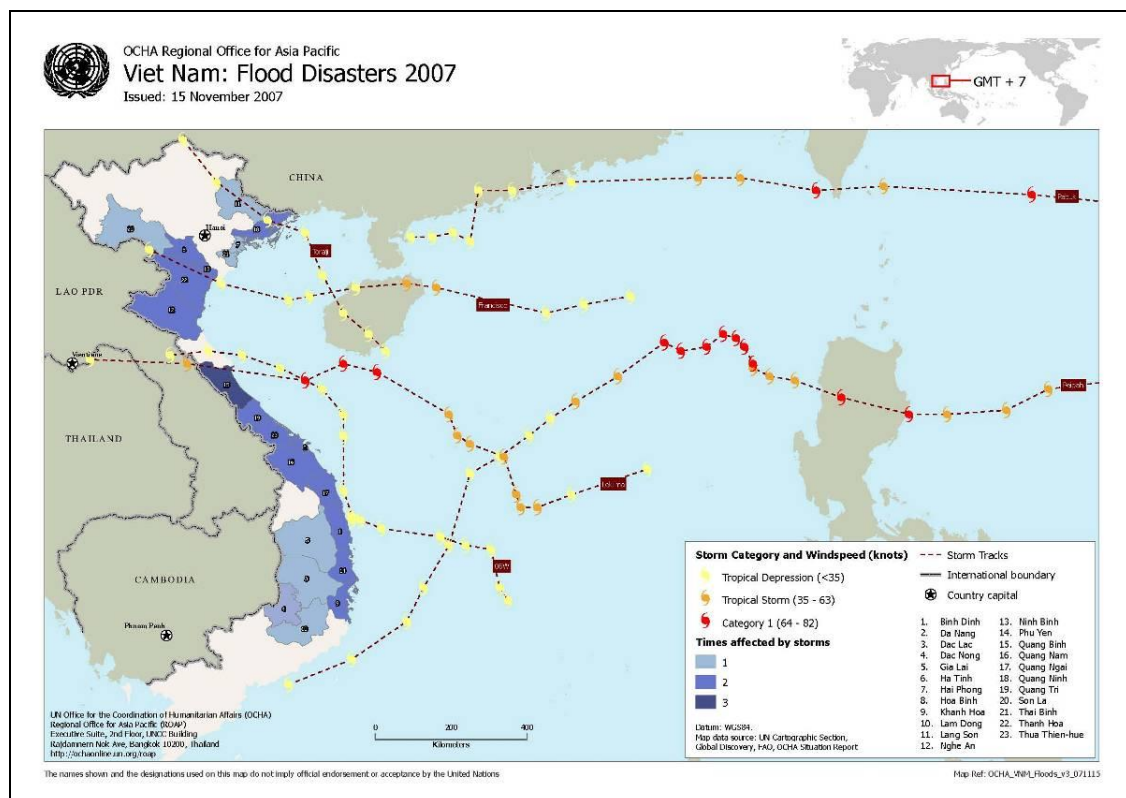 OCHA Regional Office for Asia Pacific
Viet Nam: Flood Disasters 2007
Issued: 15 November 2007
GMT + 7
CHINA
Hanoi
LAO PDR
Vientiane
THAILAND
CAMBODIA
Phnom Penh
Toraji
Francisco
Pabuk
Peipah
Lekima
Storm Category and Windspeed (knots)
Tropical Depression (<35)
Tropical Storm (35 - 63)
Category 1 (64 - 82)
Times affected by storms
1
2
3
Storm Tracks
International boundary
Country capital
1. Binh Dinh
2. Da Nang
3. Dac Lac
4. Dac Nong
5. Gia Lai
6. Ha Tinh
7. Hai Phong
8. Hoa Binh
9. Khanh Hoa
10. Lam Dong
11. Lang Son
12. Nghe An
13. Ninh Binh
14. Phu Yen
15. Quang Binh
16. Quang Nam
17. Quang Ngai
18. Quang Ninh
19. Quang Tri
20. Son La
21. Thai Binh
22. Thanh Hoa
23. Thua Thien-hue
Datum: WGS84.
Map data source: UN Cartographic Section,
Global Discovery, FAO, OCHA Situation Report
0 200 400
Kilometers
UN Office for the Coordination of Humanitarian Affairs (OCHA)
Regional Office for Asia Pacific (ROAP)
Executive Suite, 2nd Floor, UNCC Building
Rajdamnern Nok Ave, Bangkok 10200, Thailand
http://ochaonline.un.org/roap
The names shown and the designations used on this map do not imply official endorsement or acceptance by the United Nations
Map Ref: OCHA_VNM_Floods_v3_071115